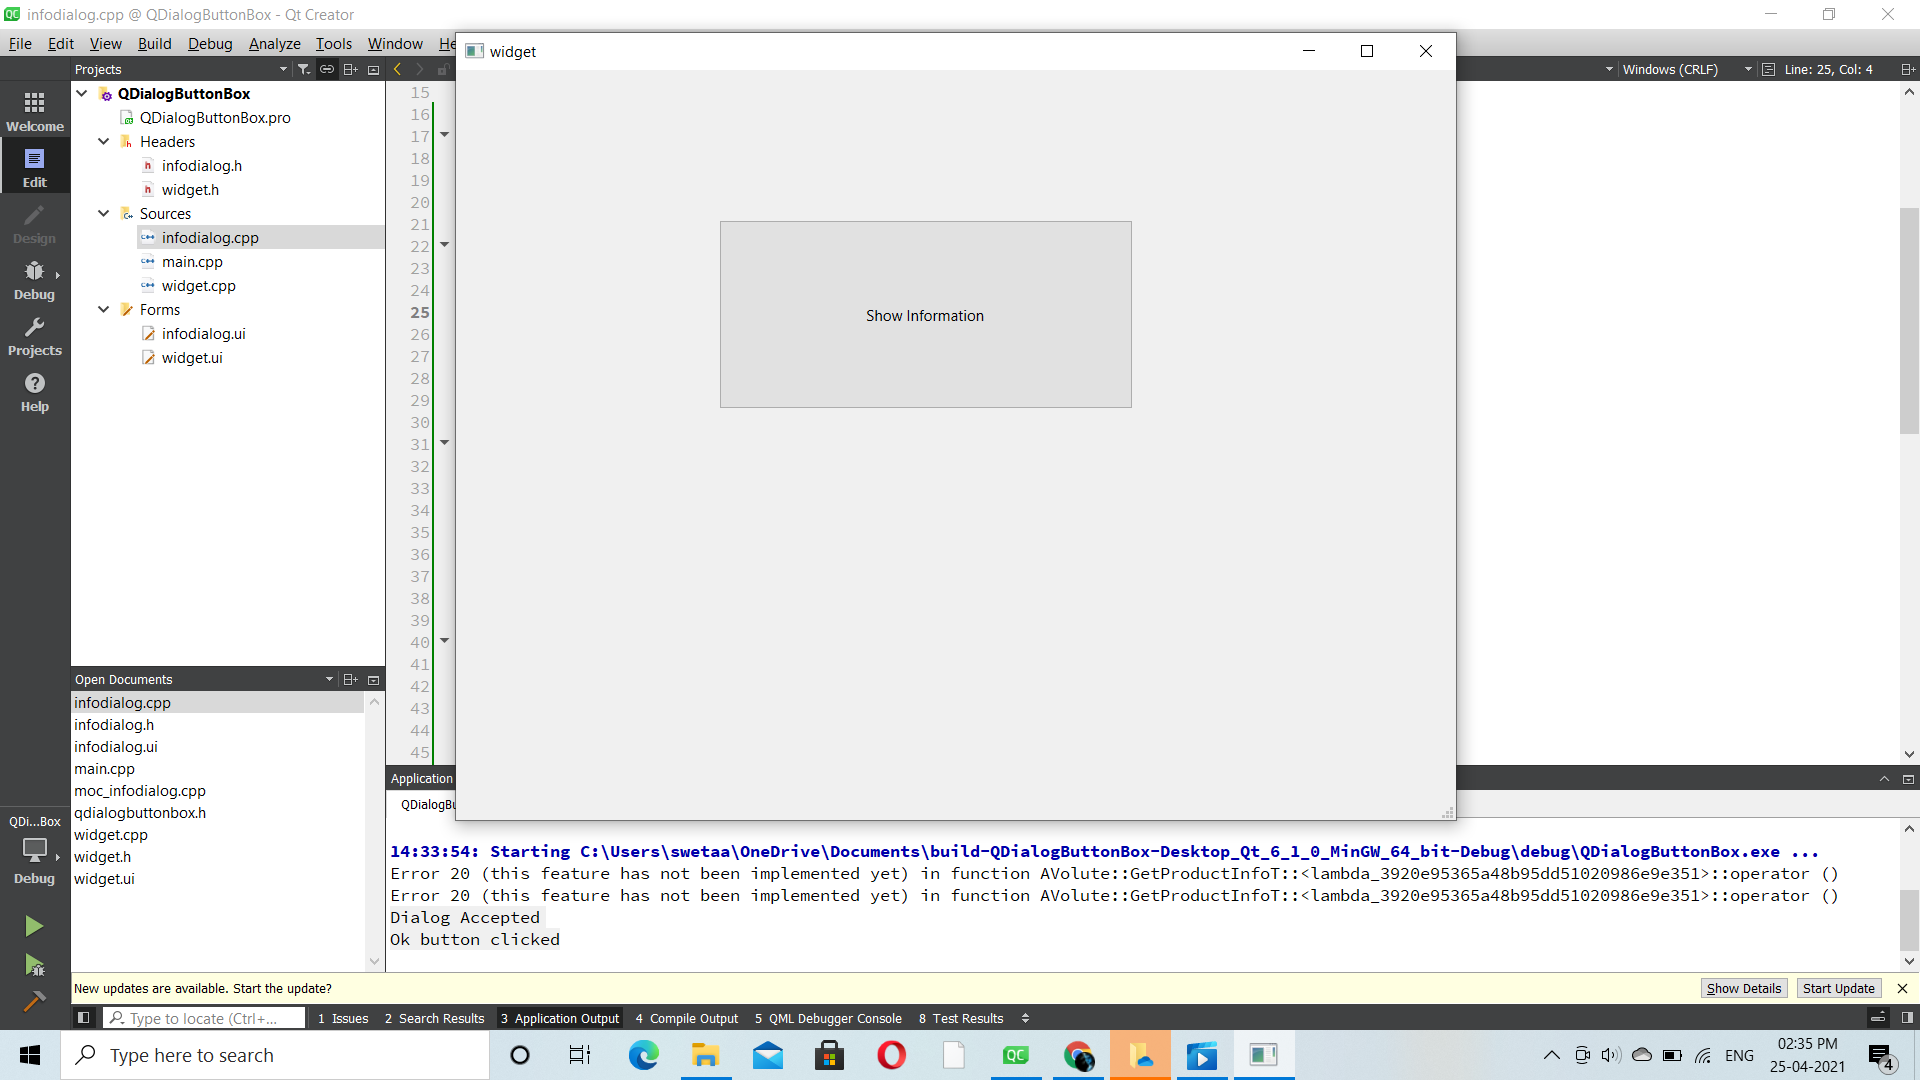 infodialog.cpp @ QDialogButtonBox - Qt Creator
File Edit View Build Debug Analyze Tools Window He
widget
Projects
Windows (CRLF)
Line: 25, Col: 4
Welcome
Edit
Design
Debug
Projects
Help
QDialogButtonBox
QDialogButtonBox.pro
Headers
infodialog.h
widget.h
Sources
infodialog.cpp
main.cpp
widget.cpp
Forms
infodialog.ui
widget.ui
15
16
17
18
19
20
21
22
23
24
25
26
27
28
29
30
31
32
33
34
35
36
37
38
39
40
41
42
43
44
45
Show Information
Open Documents
infodialog.cpp
infodialog.h
infodialog.ui
main.cpp
moc_infodialog.cpp
qdialogbuttonbox.h
widget.cpp
widget.h
widget.ui
QDi...Box
Debug
Application
QDialogBu
14:33:54: Starting C:\Users\swetaa\OneDrive\Documents\build-QDialogButtonBox-Desktop_Qt_6_1_0_MinGW_64_bit-Debug\debug\QDialogButtonBox.exe ...
Error 20 (this feature has not been implemented yet) in function AVolute::GetProductInfoT::<lambda_3920e95365a48b95dd51020986e9e351>::operator ()
Error 20 (this feature has not been implemented yet) in function AVolute::GetProductInfoT::<lambda_3920e95365a48b95dd51020986e9e351>::operator ()
Dialog Accepted
Ok button clicked
New updates are available. Start the update?
Show Details
Start Update
Type to locate (Ctrl+...
1 Issues
2 Search Results
3 Application Output
4 Compile Output
5 QML Debugger Console
8 Test Results
Type here to search
ENG
02:35 PM
25-04-2021
4